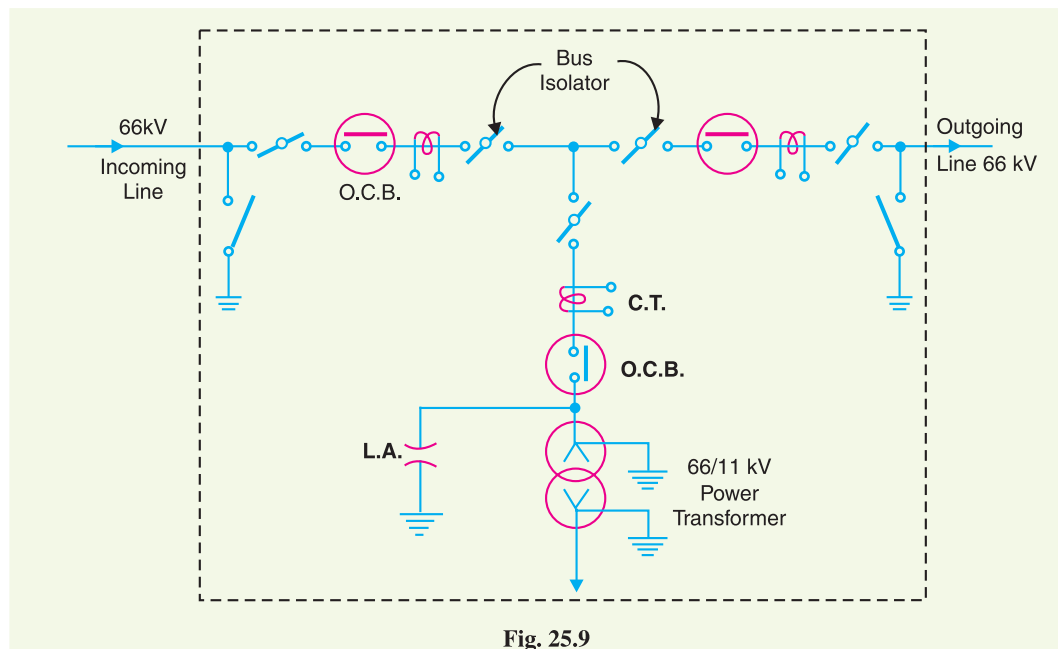 Bus
Isolator
66kV
Incoming
Line
O.C.B.
Outgoing
Line 66 kV
C.T.
O.C.B.
L.A.
66/11 kV
Power
Transformer
Fig. 25.9